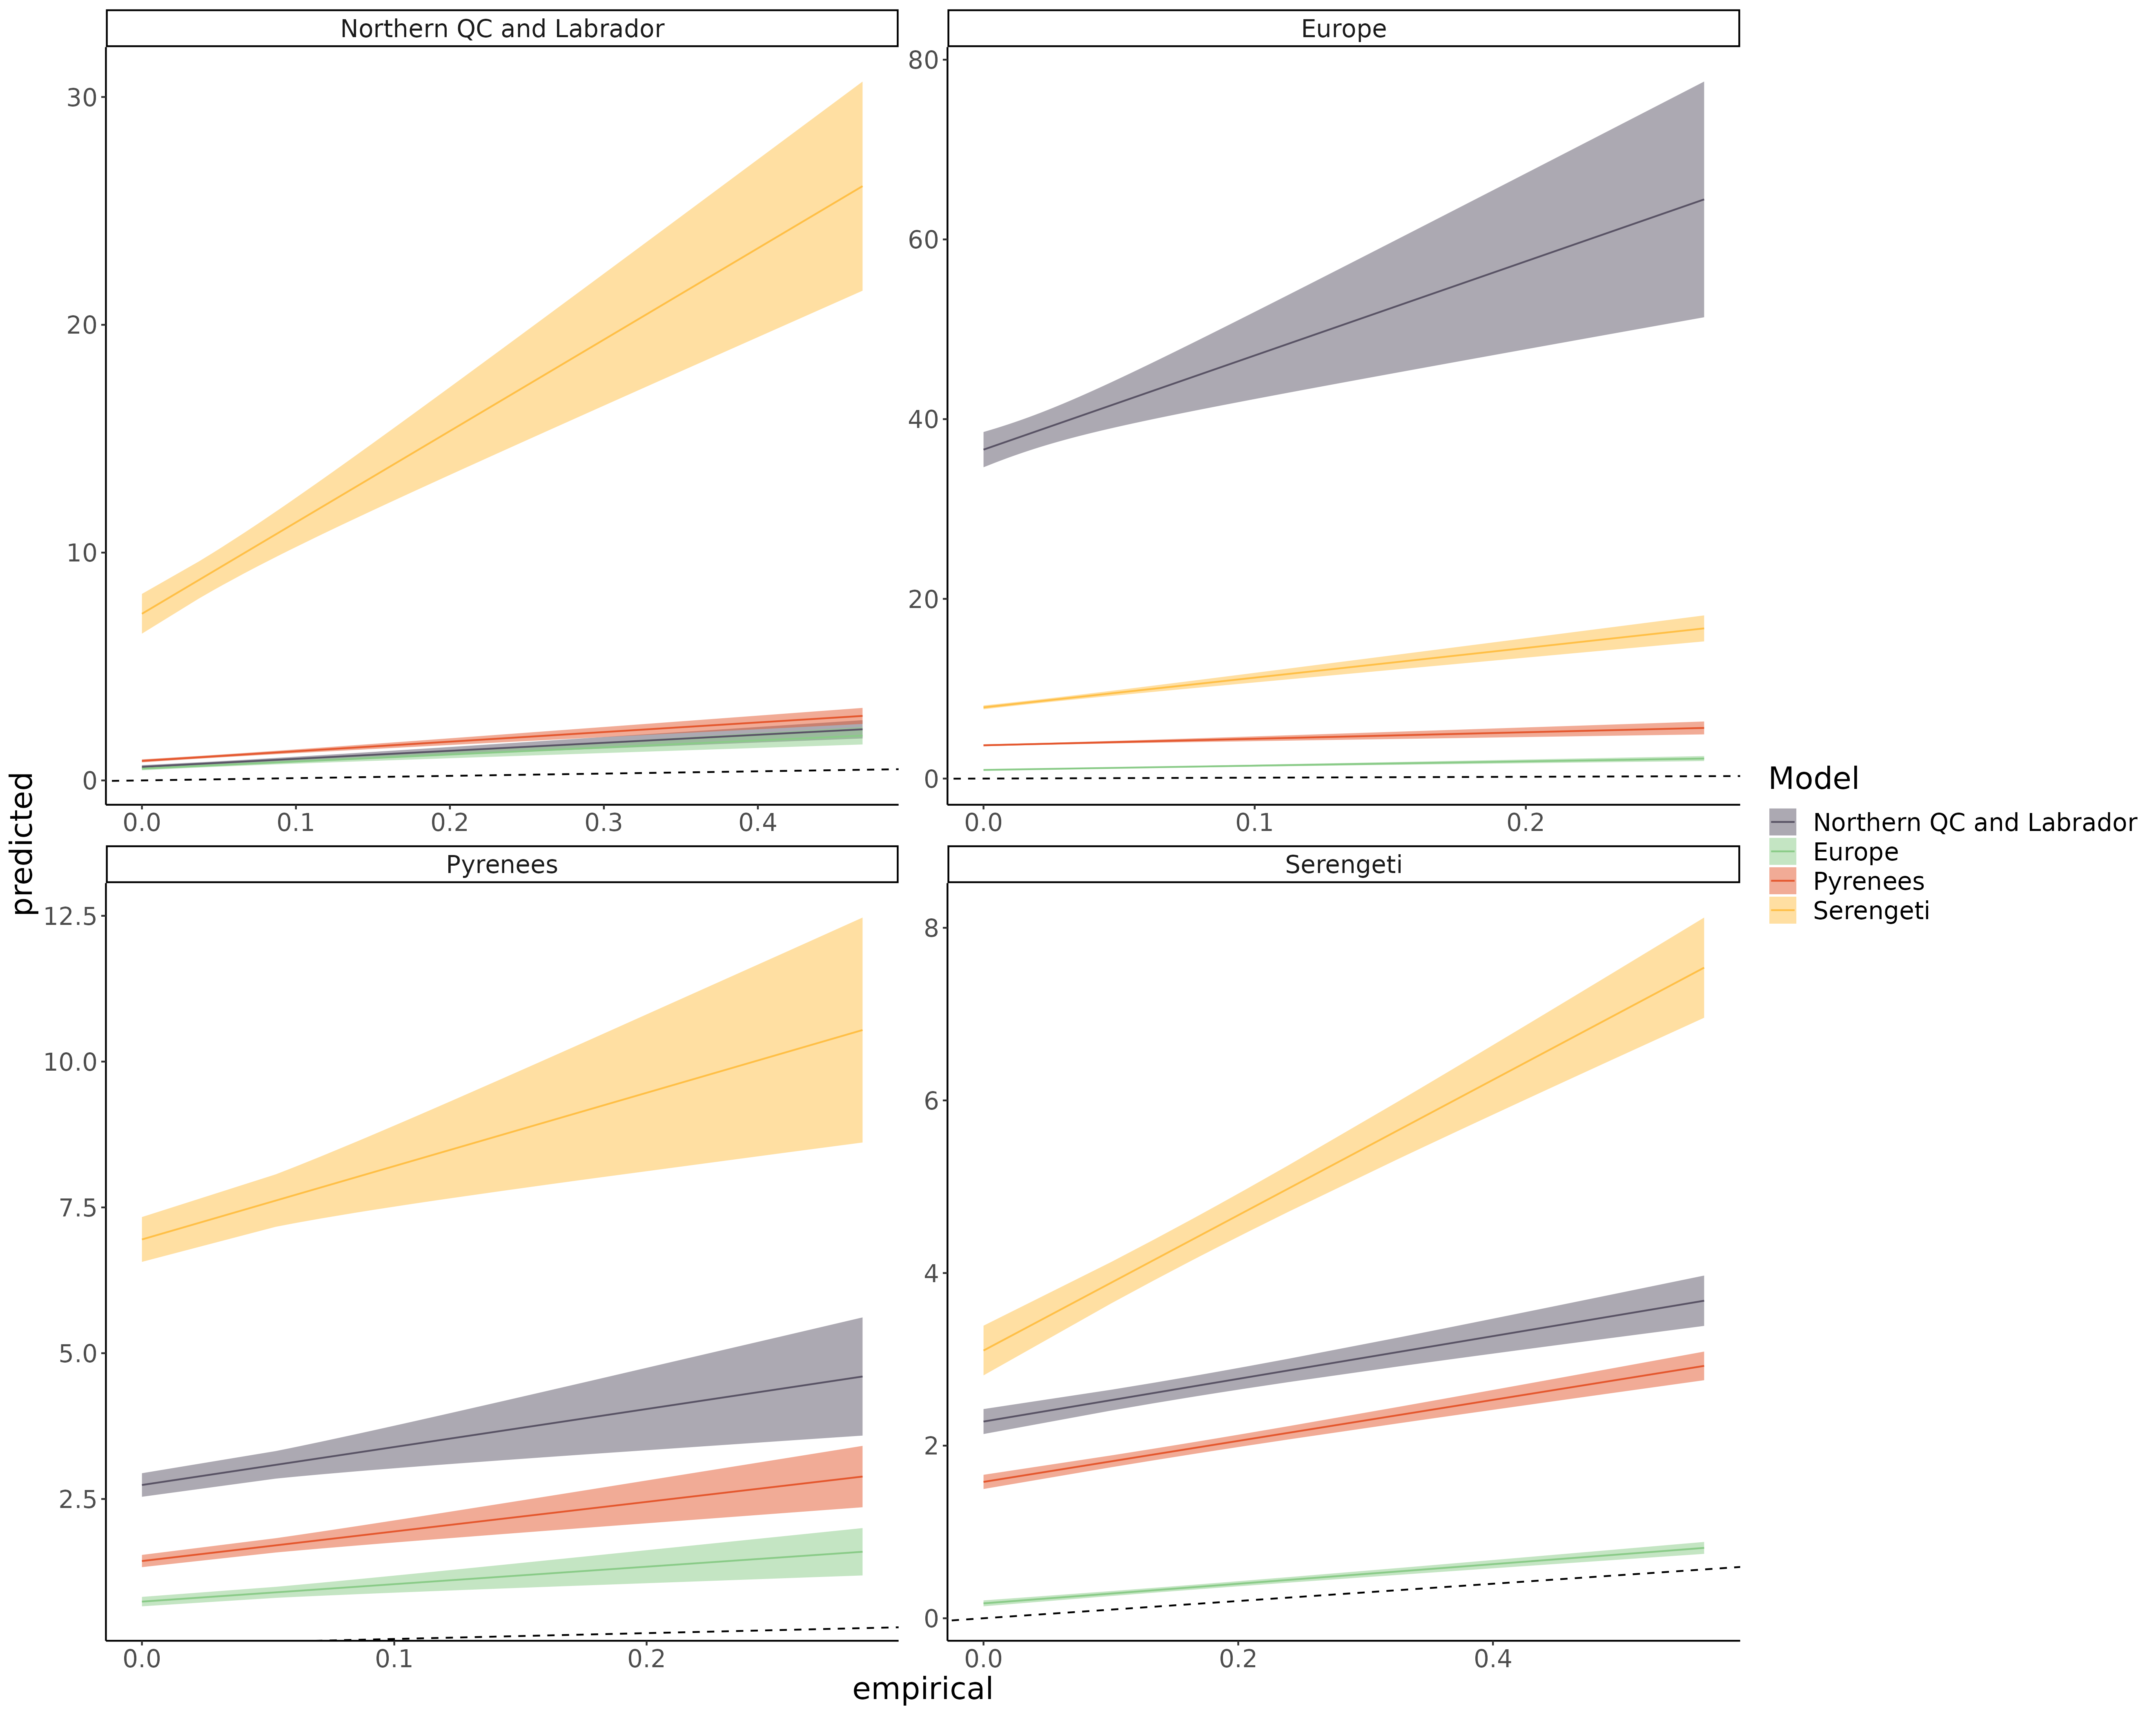 Northern QC and Labrador
Europe
30
20
10
0
0.0 0.1 0.2 0.3 0.4
80
60
40
20
0
0.0 0.1 0.2
predicted
Pyrenees
Serengeti
12.5
10.0
7.5
5.0
2.5
0.0 0.1 0.2
8
6
4
2
0
0.0 0.2 0.4
empirical
Model
Northern QC and Labrador
Europe
Pyrenees
Serengeti